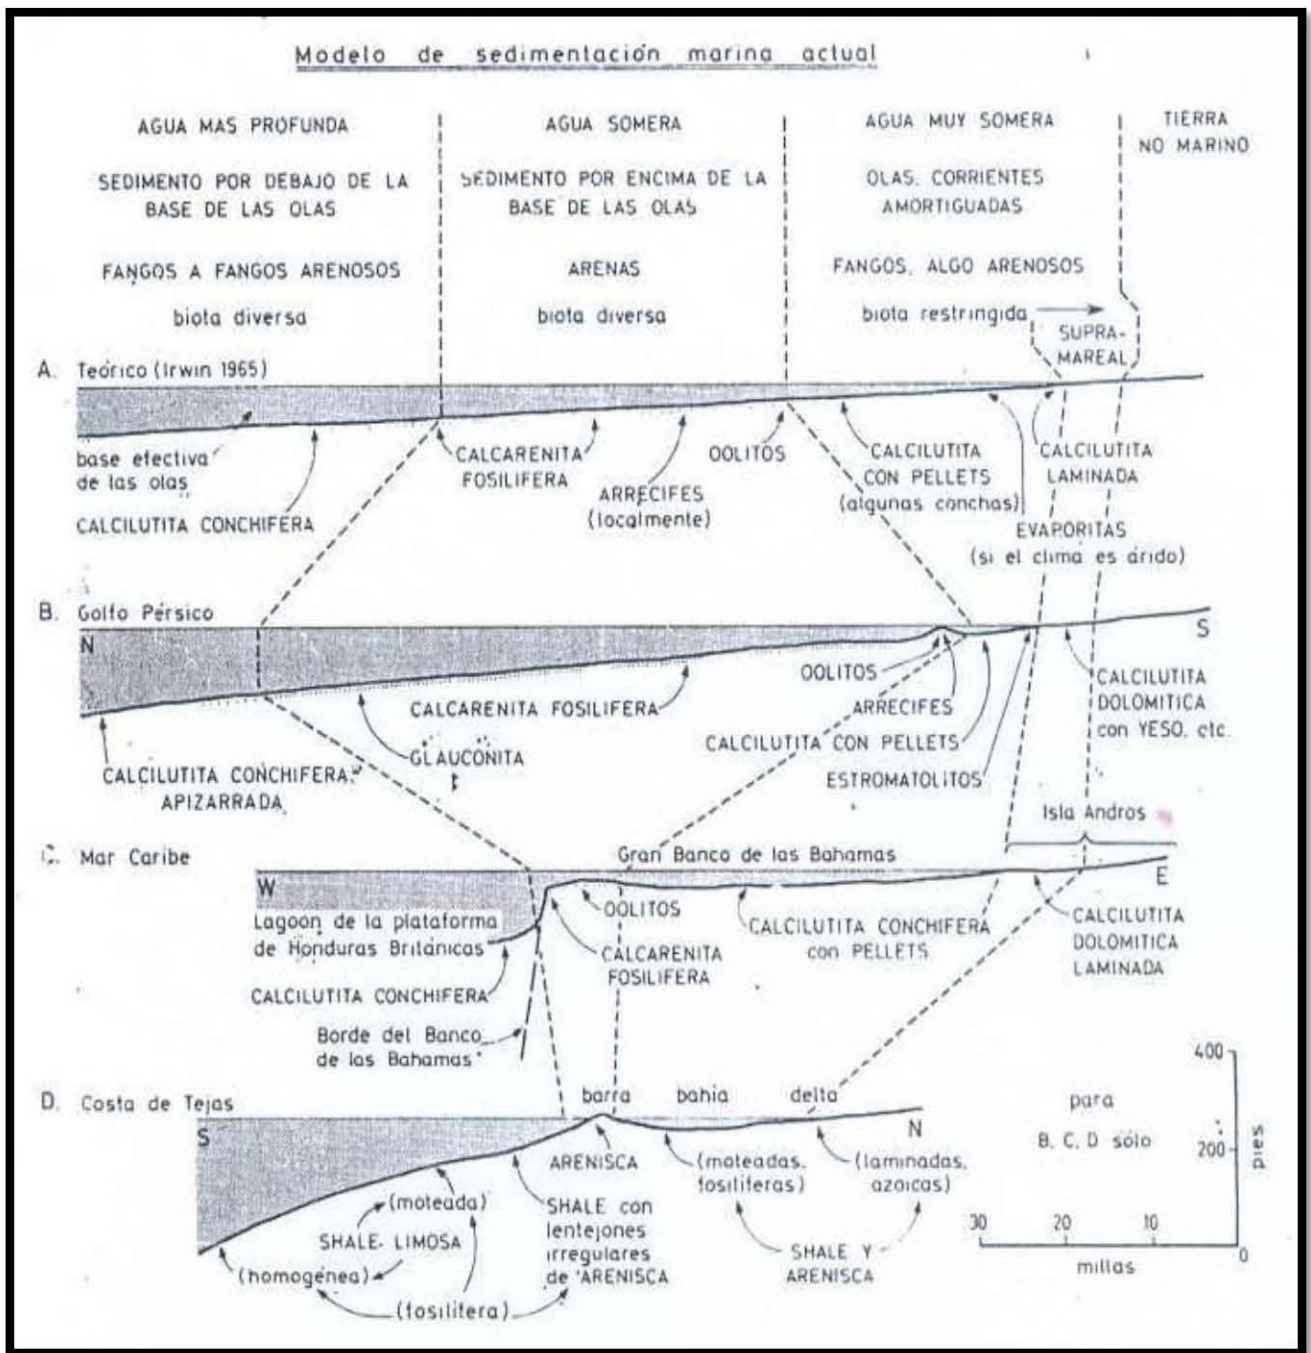 Modelo de sedimentación marina actual
AGUA MAS PROFUNDA
SEDIMENTO POR DEBAJO DE LA
BASE DE LAS OLAS
FANGOS A FANGOS ARENOSOS
biota diversa
AGUA SOMERA
SEDIMENTO POR ENCIMA DE LA
BASE DE LAS OLAS
ARENAS
biota diversa
AGUA MUY SOMERA
OLAS, CORRIENTES
AMORTIGUADAS
FANGOS, ALGO ARENOSOS
biota restringida
SUPRA-
MAREAL
TIERRA
NO MARINO
A. Teórico (Irwin 1965)
base efectiva
de las olas
CALCILUTITA CONCHIFERA
CALCARENITA
FOSILIFERA
ARRECIFES
(localmente)
OOLITOS
CALCILUTITA
CON PELLETS
(algunas conchas)
CALCILUTITA
LAMINADA
EVAPORITAS
(si el clima es árido)
B. Golfo Pérsico
N
S
CALCILUTITA CONCHIFERA
APIZARRADA
GLAUCONITA
CALCARENITA FOSILIFERA
OOLITOS
ARRECIFES
CALCILUTITA CON PELLETS
ESTROMATOLITOS
CALCILUTITA
DOLOMITICA
con YESO, etc.
C. Mar Caribe
Gran Banco de las Bahamas
Isla Andros
W
E
Lagoon de la plataforma
de Honduras Británicas
CALCILUTITA CONCHIFERA
Borde del Banco
de las Bahamas
OOLITOS
CALCARENITA
FOSILIFERA
CALCILUTITA CONCHIFERA
con PELLETS
CALCILUTITA
DOLOMITICA
LAMINADA
D. Costa de Tejas
barra
bahia
delta
S
N
ARENISCA
(moteadas,
fosiliferas)
(laminadas,
azoicas)
(moteada)
SHALE LIMOSA
(homogénea)
(fosilifera)
SHALE con
lentejones
irregulares
de ARENISCA
SHALE Y
ARENISCA
para
B, C, D sólo
400
200
0
pies
30
20
10
millas